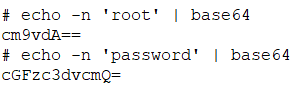 # echo -n 'root' | base64
cm9vdA==
# echo -n 'password' | base64
cGFzc3dvcmQ=